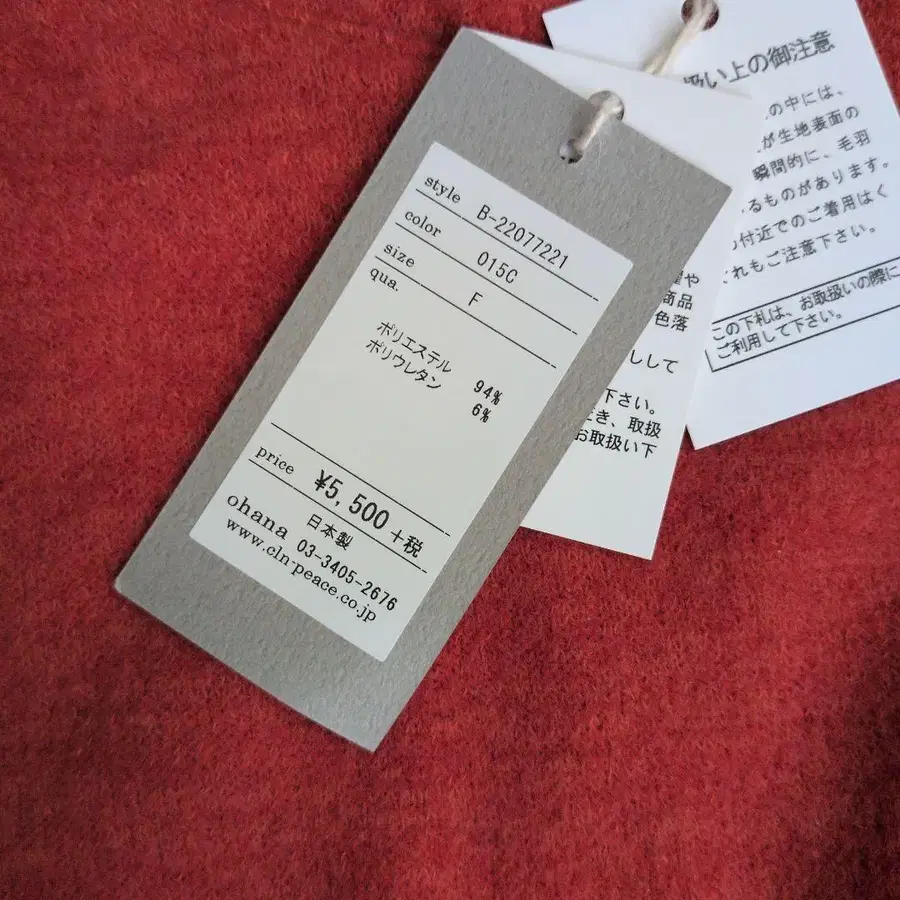 style B-22077221
color 015C
size F
qua.
ポリエステル 94%
ポリウレタン 6%
price ¥5,500 +税
日本製
ohana 03-3405-2676
www.cln-peace.co.jp
扱い上の御注意
の中には、
が生地表面の
瞬間的に、毛羽
るものがあります。
付近でのご着用はく
れもご注意下さい。
この下札は、お取扱いの際に
ご利用して下さい。
や
商品
色落
しして
下さい。
き、取扱
お取扱い下